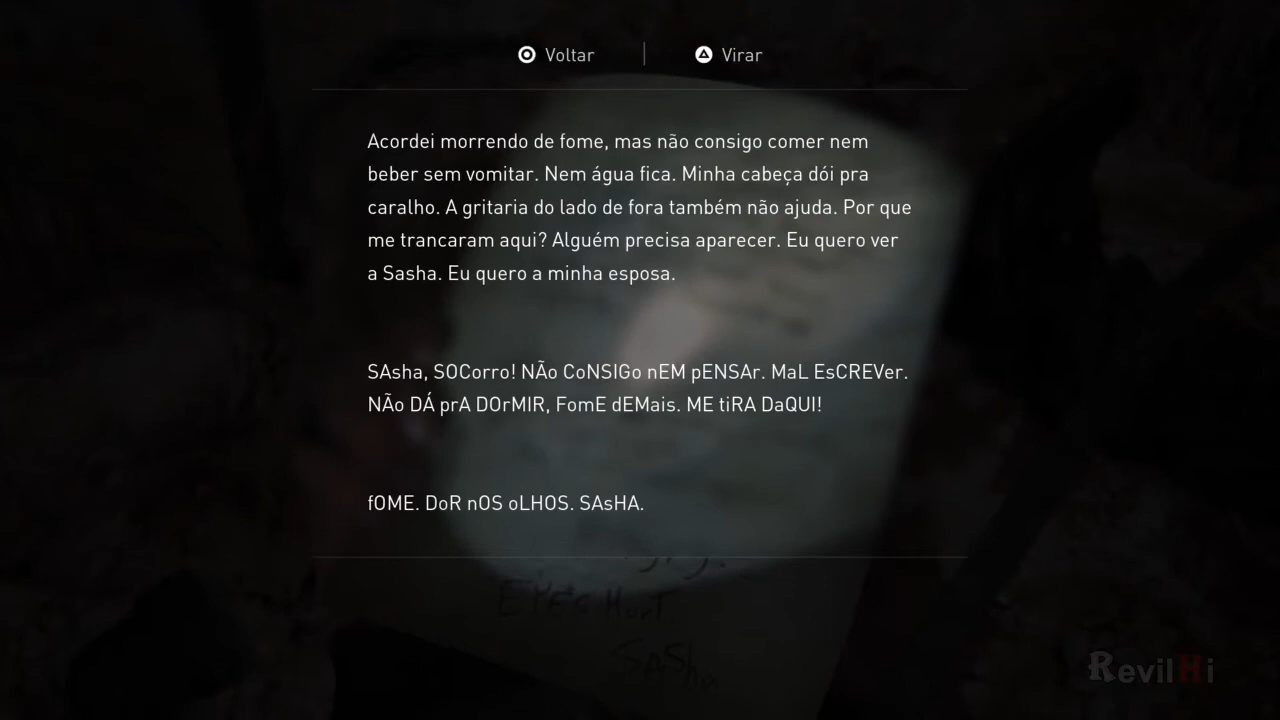 Voltar | Virar
Acordei morrendo de fome, mas não consigo comer nem
beber sem vomitar. Nem água fica. Minha cabeça dói pra
caralho. A gritaria do lado de fora também não ajuda. Por que
me trancaram aqui? Alguém precisa aparecer. Eu quero ver
a Sasha. Eu quero a minha esposa.
SAsha, SOCorro! NÃo CoNSIGo nEM pENSAr. MaL EsCREVer.
NÃo DÁ prA DOrMIR, FomE dEMais. ME tiRA DaQUI!
fOME. DoR nOS oLHOS. SAsHA.
EYES HurT
SASha
RevilHi